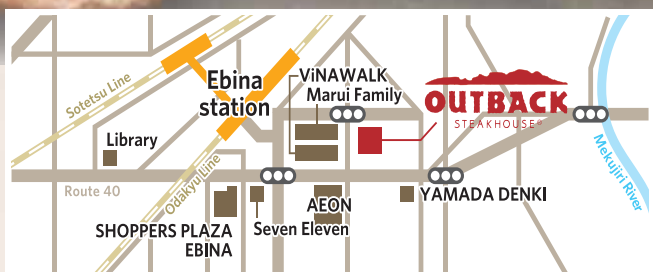 Sotetsu Line
Ebina
station
ViNAWALK
Marui Family
OUTBACK
STEAKHOUSE®
Library
Mekujiri River
Route 40
Odakyu Line
YAMADA DENKI
AEON
SHOPPERS PLAZA
EBINA
Seven Eleven